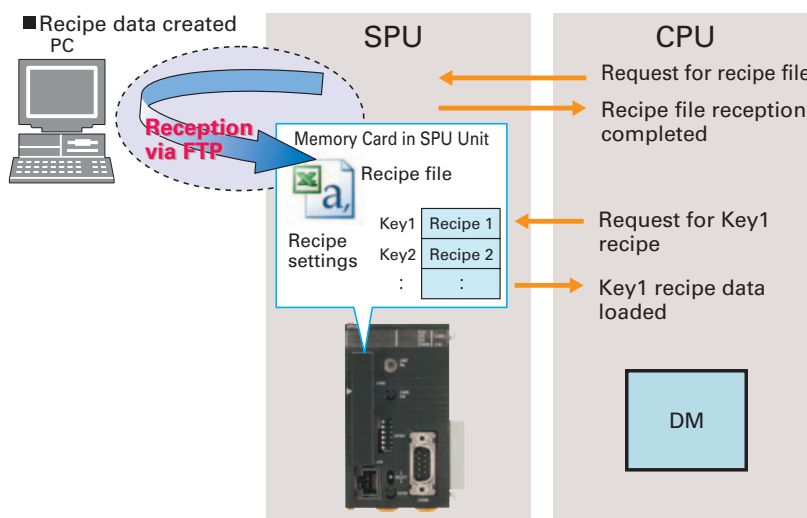 ■Recipe data created
PC
Reception
via FTP
SPU
CPU
Request for recipe file
Recipe file reception
completed
Memory Card in SPU Unit
Recipe file
Recipe
settings
Key1 Recipe 1
Key2 Recipe 2
: :
Request for Key1
recipe
Key1 recipe data
loaded
DM